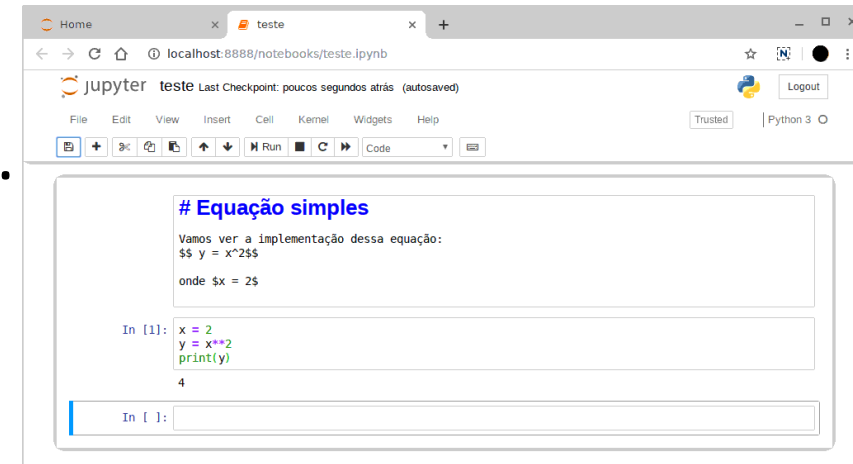 Home
teste
localhost:8888/notebooks/teste.ipynb
jupyter teste Last Checkpoint: poucos segundos atrás (autosaved)
Logout
File Edit View Insert Cell Kernel Widgets Help
Trusted Python 3
Run Code
# Equação simples
Vamos ver a implementação dessa equação:
$$ y = x^2$$
onde $x = 2$
In [1]: x = 2
y = x**2
print(y)
4
In [ ]: